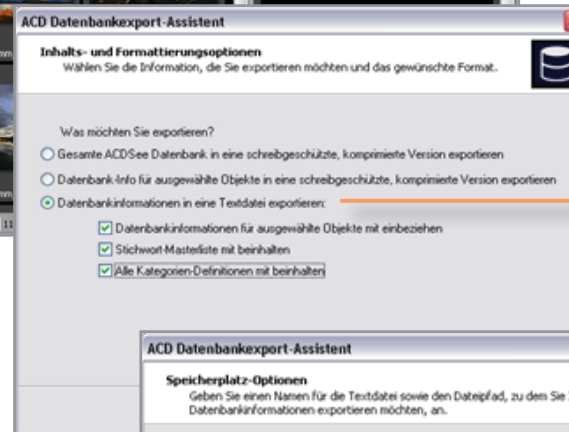 ACD Datenbankexport-Assistent
Inhalts- und Formattierungsoptionen
Wählen Sie die Information, die Sie exportieren möchten und das gewünschte Format.
Was möchten Sie exportieren?
Gesamte ACDSee Datenbank in eine schreibgeschützte, komprimierte Version exportieren
Datenbank-Info für ausgewählte Objekte in eine schreibgeschützte, komprimierte Version exportieren
Datenbankinformationen in eine Textdatei exportieren:
Datenbankinformationen für ausgewählte Objekte mit einbeziehen
Stichwort-Masterliste mit beinhalten
Alle Kategorien-Definitionen mit beinhalten
11
ACD Datenbankexport-Assistent
Speicherplatz-Optionen
Geben Sie einen Namen für die Textdatei sowie den Dateipfad, zu dem Sie
Datenbankinformationen exportieren möchten, an.